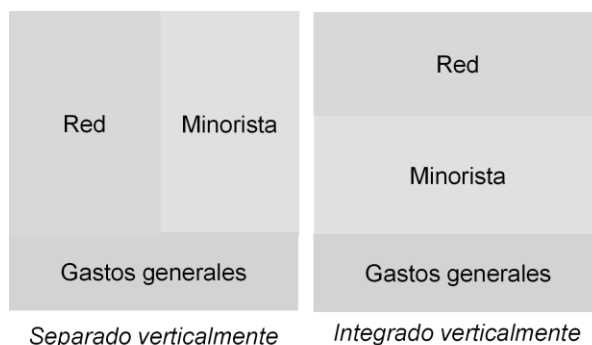 Red
Minorista
Gastos generales
Separado verticalmente
Red
Minorista
Gastos generales
Integrado verticalmente